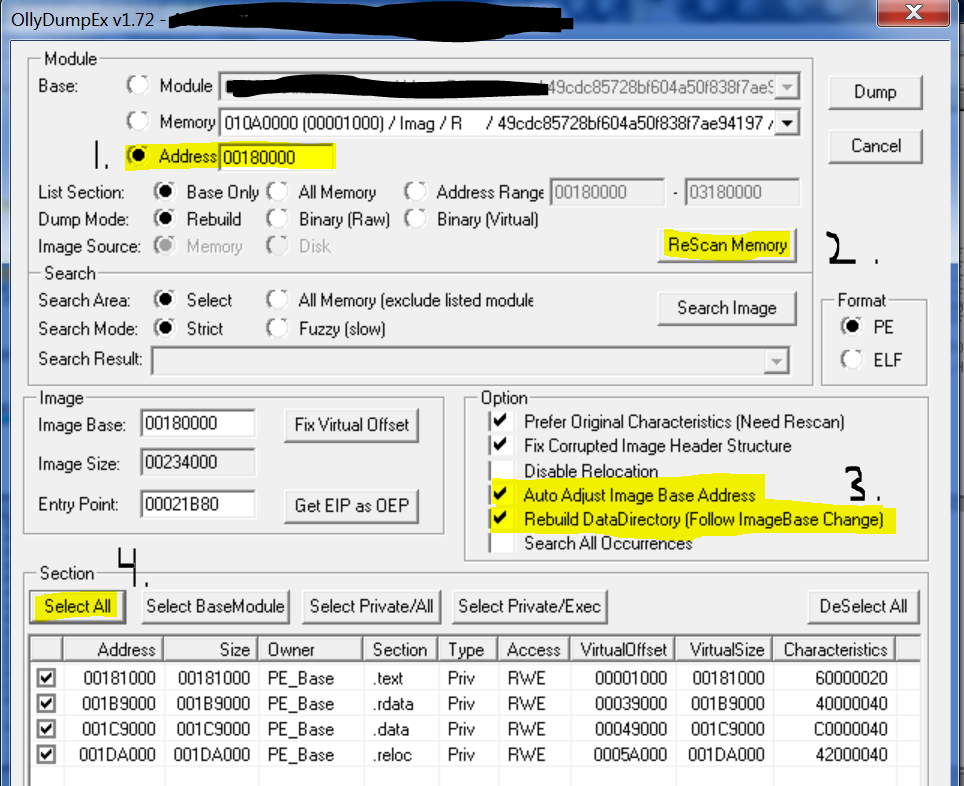 OllyDumpEx v1.72 -
Module
Base: Module 49cdc85728bf604a50f838f7ae9
Memory 010A0000 (00001000) / Imag / R / 49cdc85728bf604a50f838f7ae94197 /
1. Address 00180000
List Section: Base Only All Memory Address Range 00180000 - 03180000
Dump Mode: Rebuild Binary (Raw) Binary (Virtual)
Image Source: Memory Disk
ReScan Memory 2.
Dump
Cancel
Search
Search Area: Select All Memory (exclude listed module
Search Mode: Strict Fuzzy (slow)
Search Image
Search Result:
Format
PE
ELF
Image
Image Base: 00180000 Fix Virtual Offset
Image Size: 00234000
Entry Point: 00021B80 Get EIP as OEP
Option
Prefer Original Characteristics (Need Rescan)
Fix Corrupted Image Header Structure
Disable Relocation
Auto Adjust Image Base Address 3.
Rebuild DataDirectory (Follow ImageBase Change)
Search All Occurrences
Section 4.
Select All Select BaseModule Select Private/All Select Private/Exec DeSelect All
Address Size Owner Section Type Access VirtualOffset VirtualSize Characteristics
00181000 00181000 PE_Base .text Priv RWE 00001000 00181000 60000020
001B9000 001B9000 PE_Base .rdata Priv RWE 00039000 001B9000 40000040
001C9000 001C9000 PE_Base .data Priv RWE 00049000 001C9000 C0000040
001DA000 001DA000 PE_Base .reloc Priv RWE 0005A000 001DA000 42000040